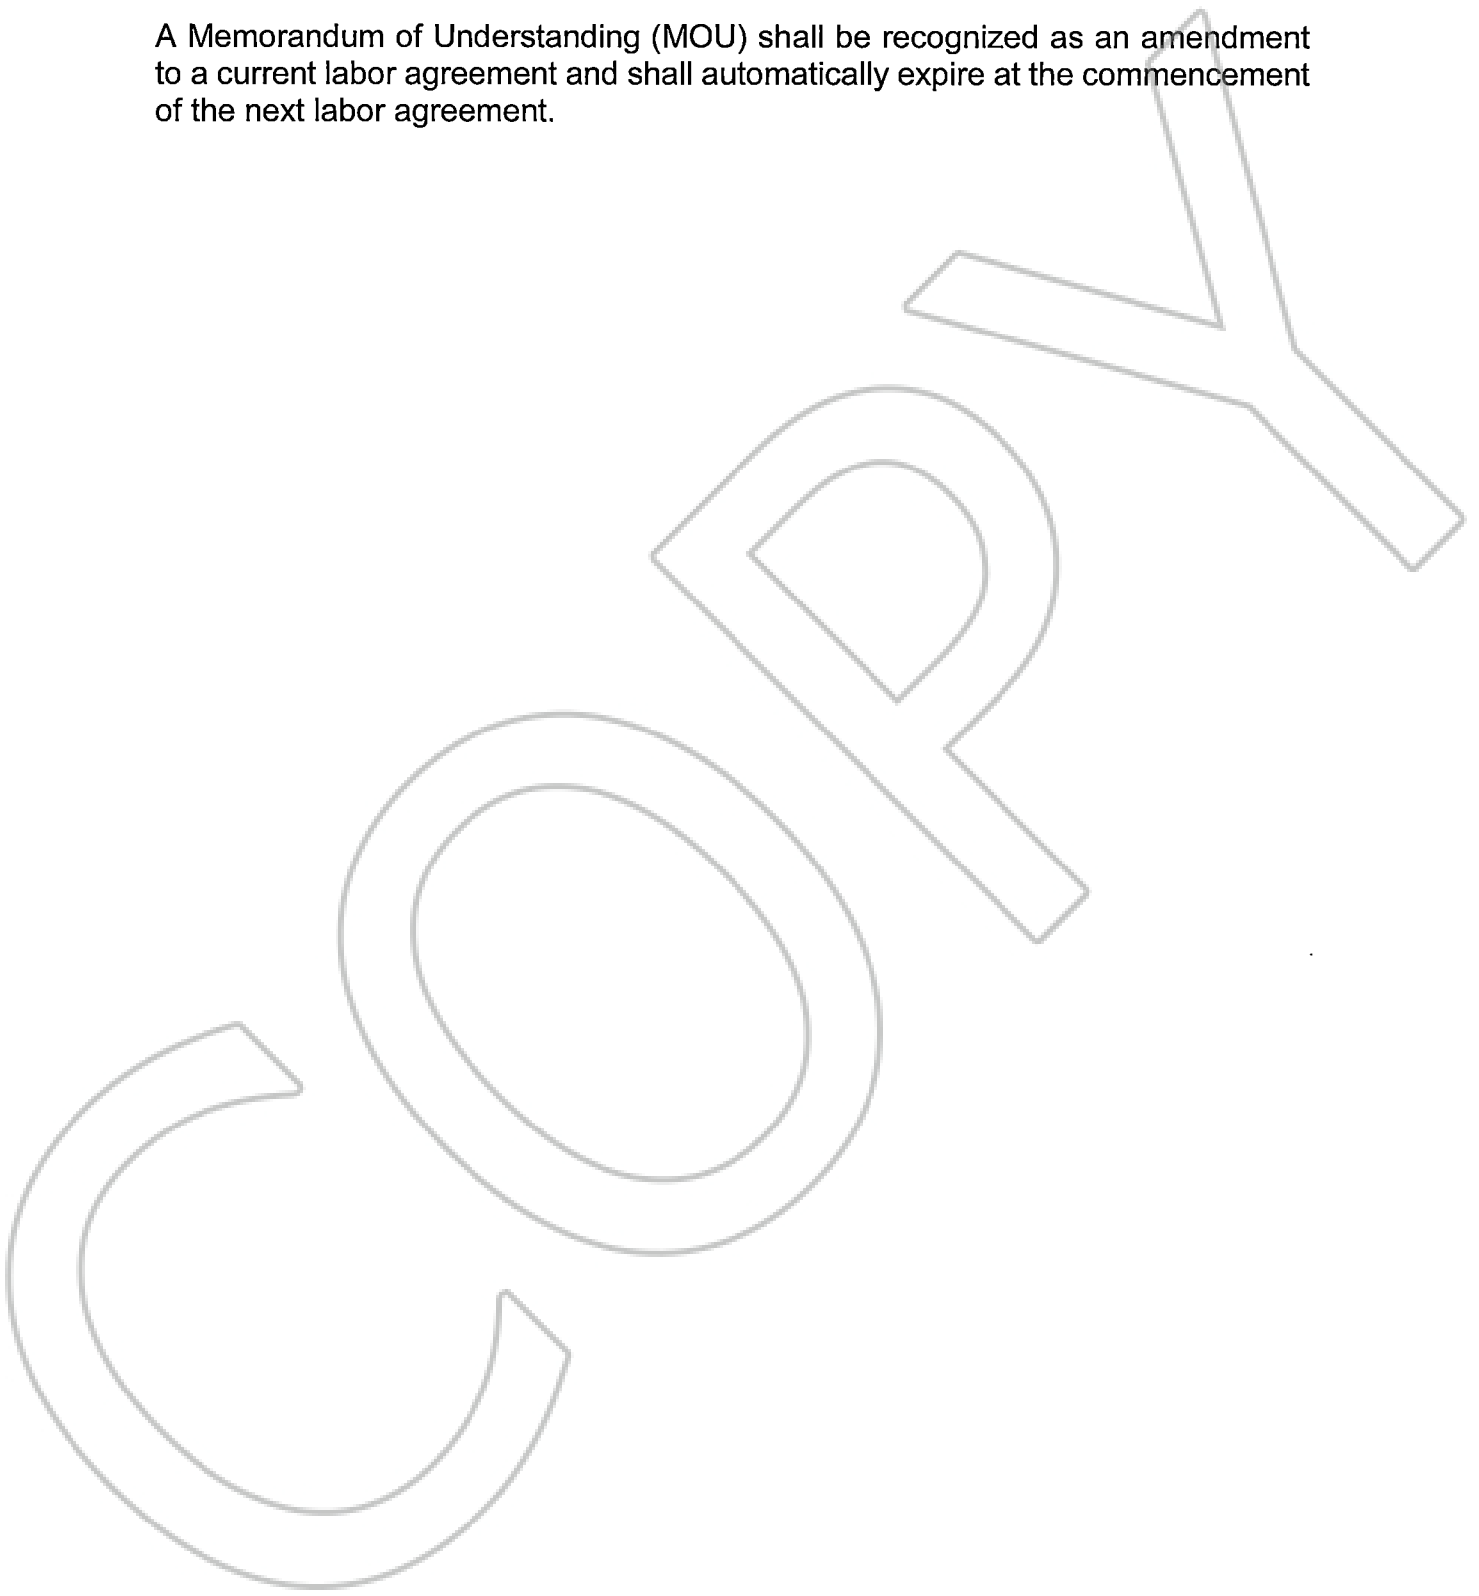 A Memorandum of Understanding (MOU) shall be recognized as an amendment
to a current labor agreement and shall automatically expire at the commencement
of the next labor agreement.
COPY